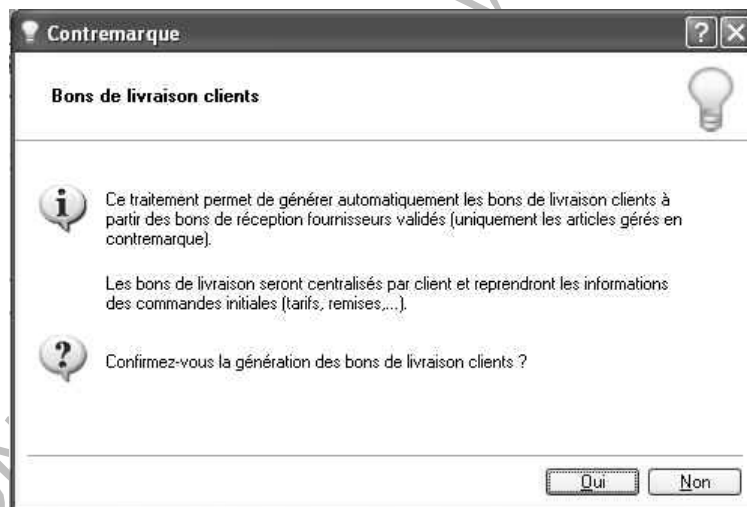 Contremarque
Bons de livraison clients
Ce traitement permet de générer automatiquement les bons de livraison clients à
partir des bons de réception fournisseurs validés (uniquement les articles gérés en
contremarque).
Les bons de livraison seront centralisés par client et reprendront les informations
des commandes initiales (tarifs, remises,...).
Confirmez-vous la génération des bons de livraison clients ?
Oui Non